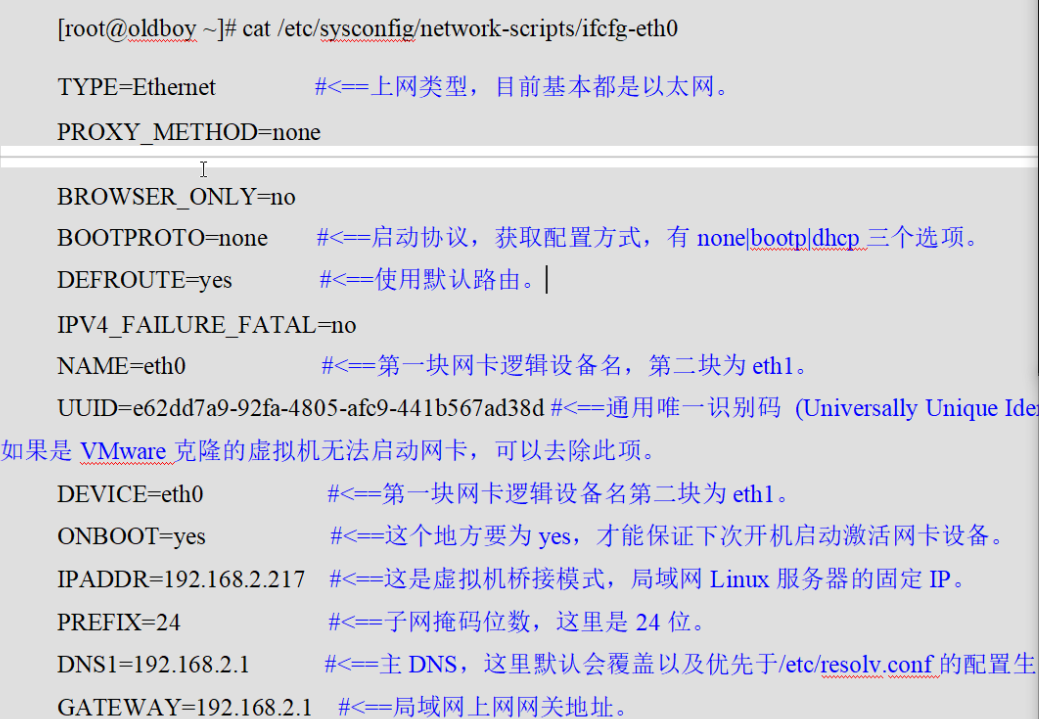 [root@oldboy ~]# cat /etc/sysconfig/network-scripts/ifcfg-eth0
TYPE=Ethernet #<==上网类型，目前基本都是以太网。
PROXY_METHOD=none
BROWSER_ONLY=no
BOOTPROTO=none #<==启动协议，获取配置方式，有 none|bootp|dhcp 三个选项。
DEFROUTE=yes #<==使用默认路由。
IPV4_FAILURE_FATAL=no
NAME=eth0 #<==第一块网卡逻辑设备名，第二块为 eth1。
UUID=e62dd7a9-92fa-4805-afc9-441b567ad38d #<==通用唯一识别码 (Universally Unique Ide
如果是 VMware 克隆的虚拟机无法启动网卡，可以去除此项。
DEVICE=eth0 #<==第一块网卡逻辑设备名第二块为 eth1。
ONBOOT=yes #<==这个地方要为 yes，才能保证下次开机启动激活网卡设备。
IPADDR=192.168.2.217 #<==这是虚拟机桥接模式，局域网 Linux 服务器的固定 IP。
PREFIX=24 #<==子网掩码位数，这里是 24 位。
DNS1=192.168.2.1 #<==主 DNS，这里默认会覆盖以及优先于/etc/resolv.conf 的配置生
GATEWAY=192.168.2.1 #<==局域网上网网关地址。